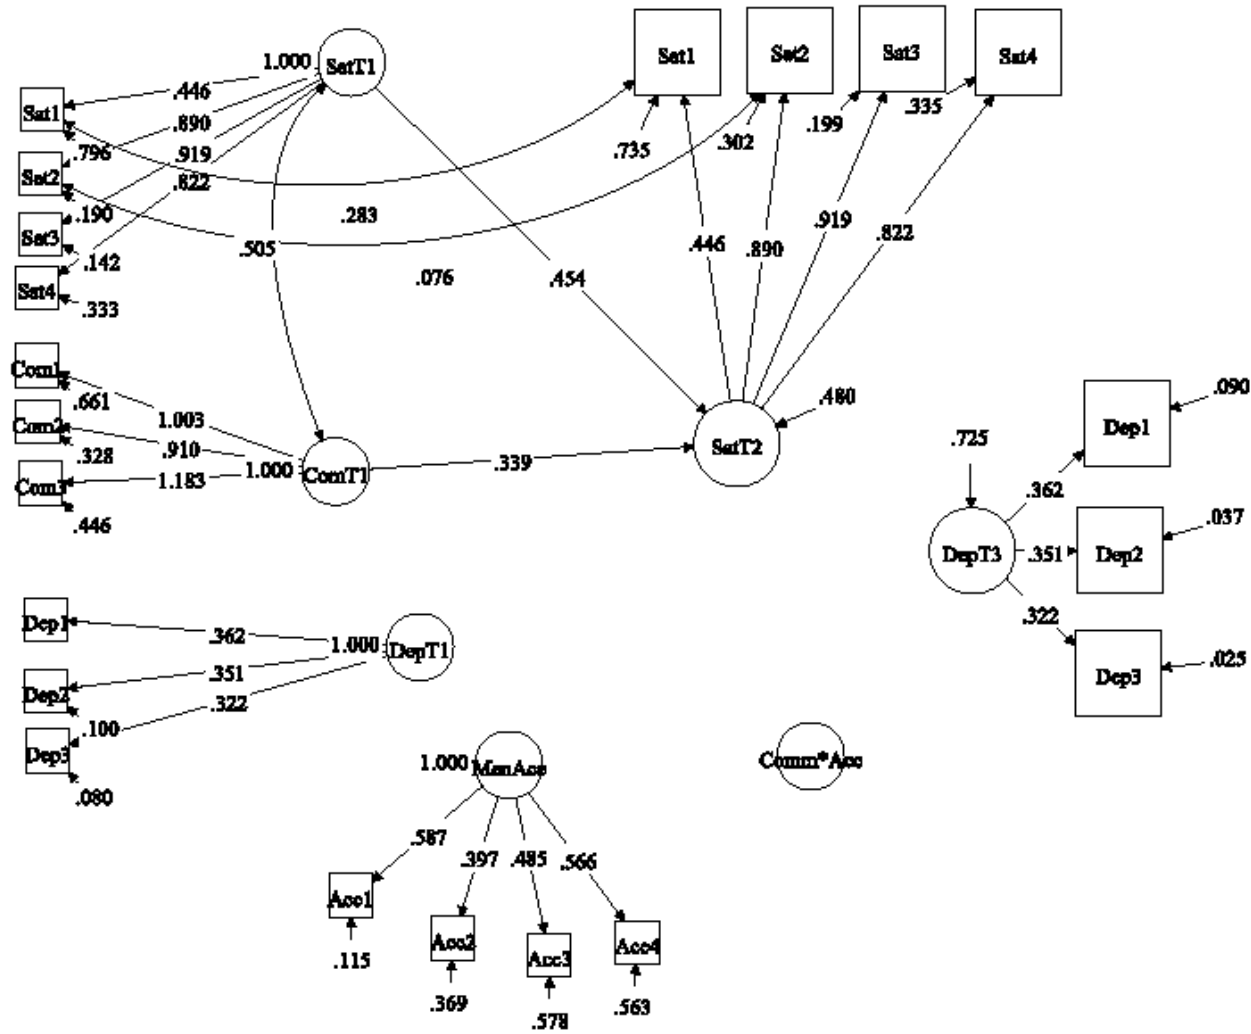 1.000
SatT1
Sat1
Sat2
Sat3
Sat4
.446
.890
.919
.822
Sat1
Sat2
Sat3
Sat4
.796
.190
.142
.333
.735
.302
.199
.335
.283
.076
.505
.454
.446
.890
.919
.822
Com1
Com2
Com3
.661
.328
.446
1.003
.910
1.183
1.000
ComT1
.339
SatT2
.480
.725
DepT3
.362
.351
.322
Dep1
Dep2
Dep3
.090
.037
.025
Dep1
Dep2
Dep3
.362
.351
.322
1.000
DepT1
.100
.080
1.000
ManAcc
Comm*Acc
.587
.397
.485
.566
Acc1
Acc2
Acc3
Acc4
.115
.369
.578
.563